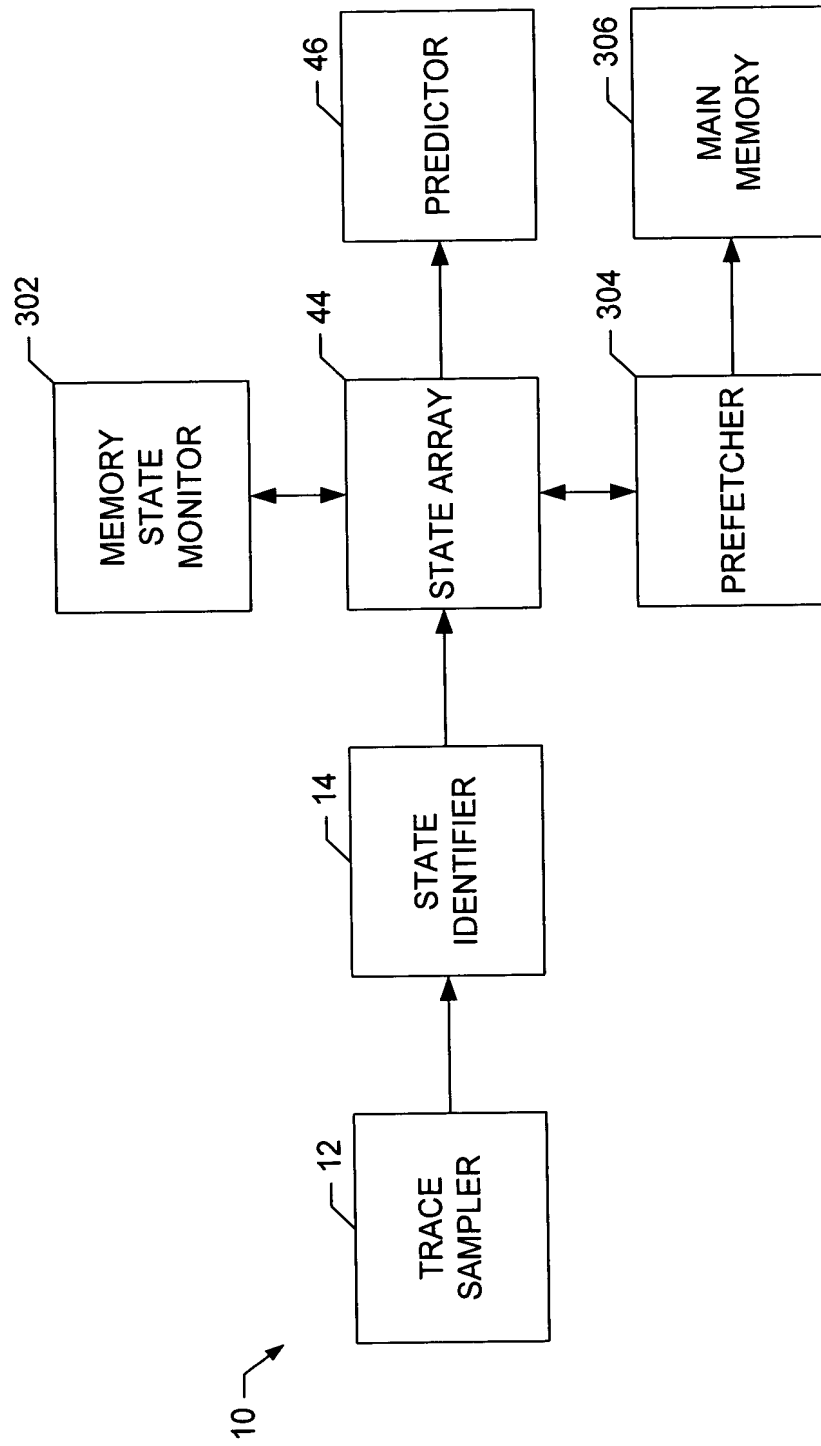 10
12
TRACE
SAMPLER
14
STATE
IDENTIFIER
302
MEMORY
STATE
MONITOR
44
STATE ARRAY
304
PREFETCHER
46
PREDICTOR
306
MAIN
MEMORY